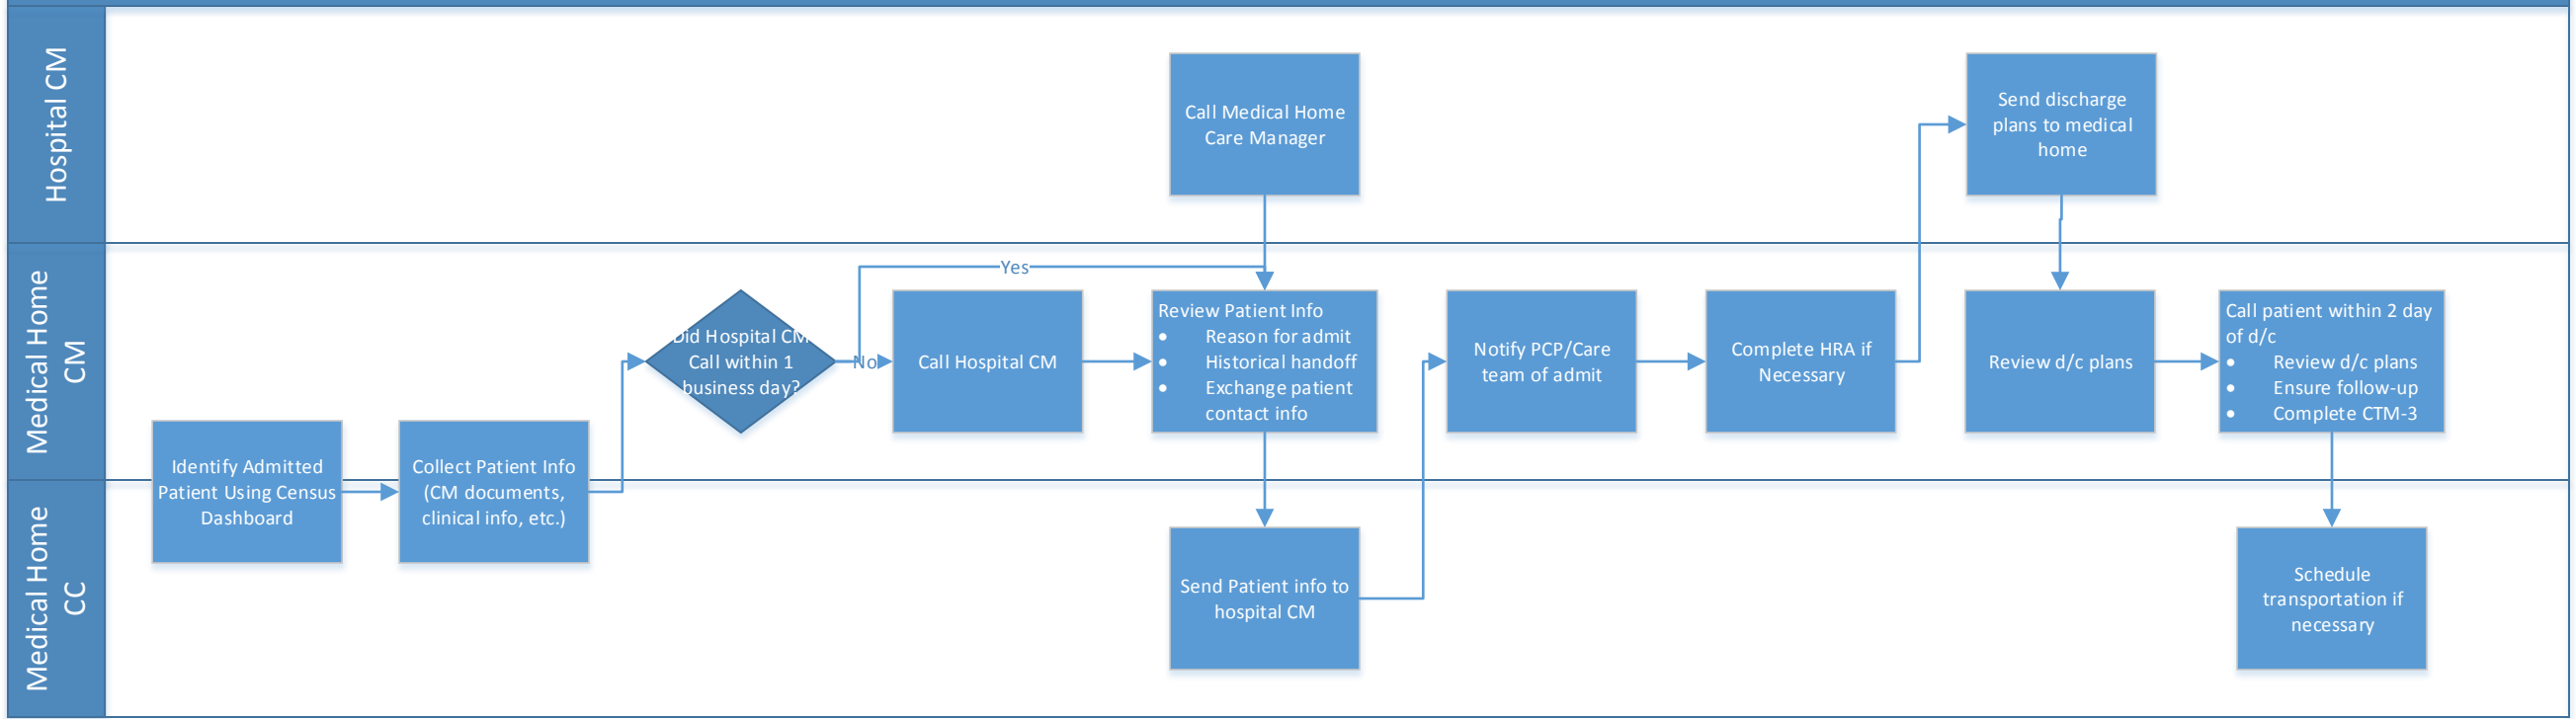 Hospital CM
Call Medical Home
Care Manager
Send discharge
plans to medical
home
Medical Home
CM
Yes
Did Hospital CM
Call within 1
business day?
No
Call Hospital CM
Review Patient Info
• Reason for admit
• Historical handoff
• Exchange patient
contact info
Notify PCP/Care
team of admit
Complete HRA if
Necessary
Review d/c plans
Call patient within 2 day
of d/c
• Review d/c plans
• Ensure follow-up
• Complete CTM-3
Identify Admitted
Patient Using Census
Dashboard
Collect Patient Info
(CM documents,
clinical info, etc.)
Medical Home
CC
Send Patient info to
hospital CM
Schedule
transportation if
necessary